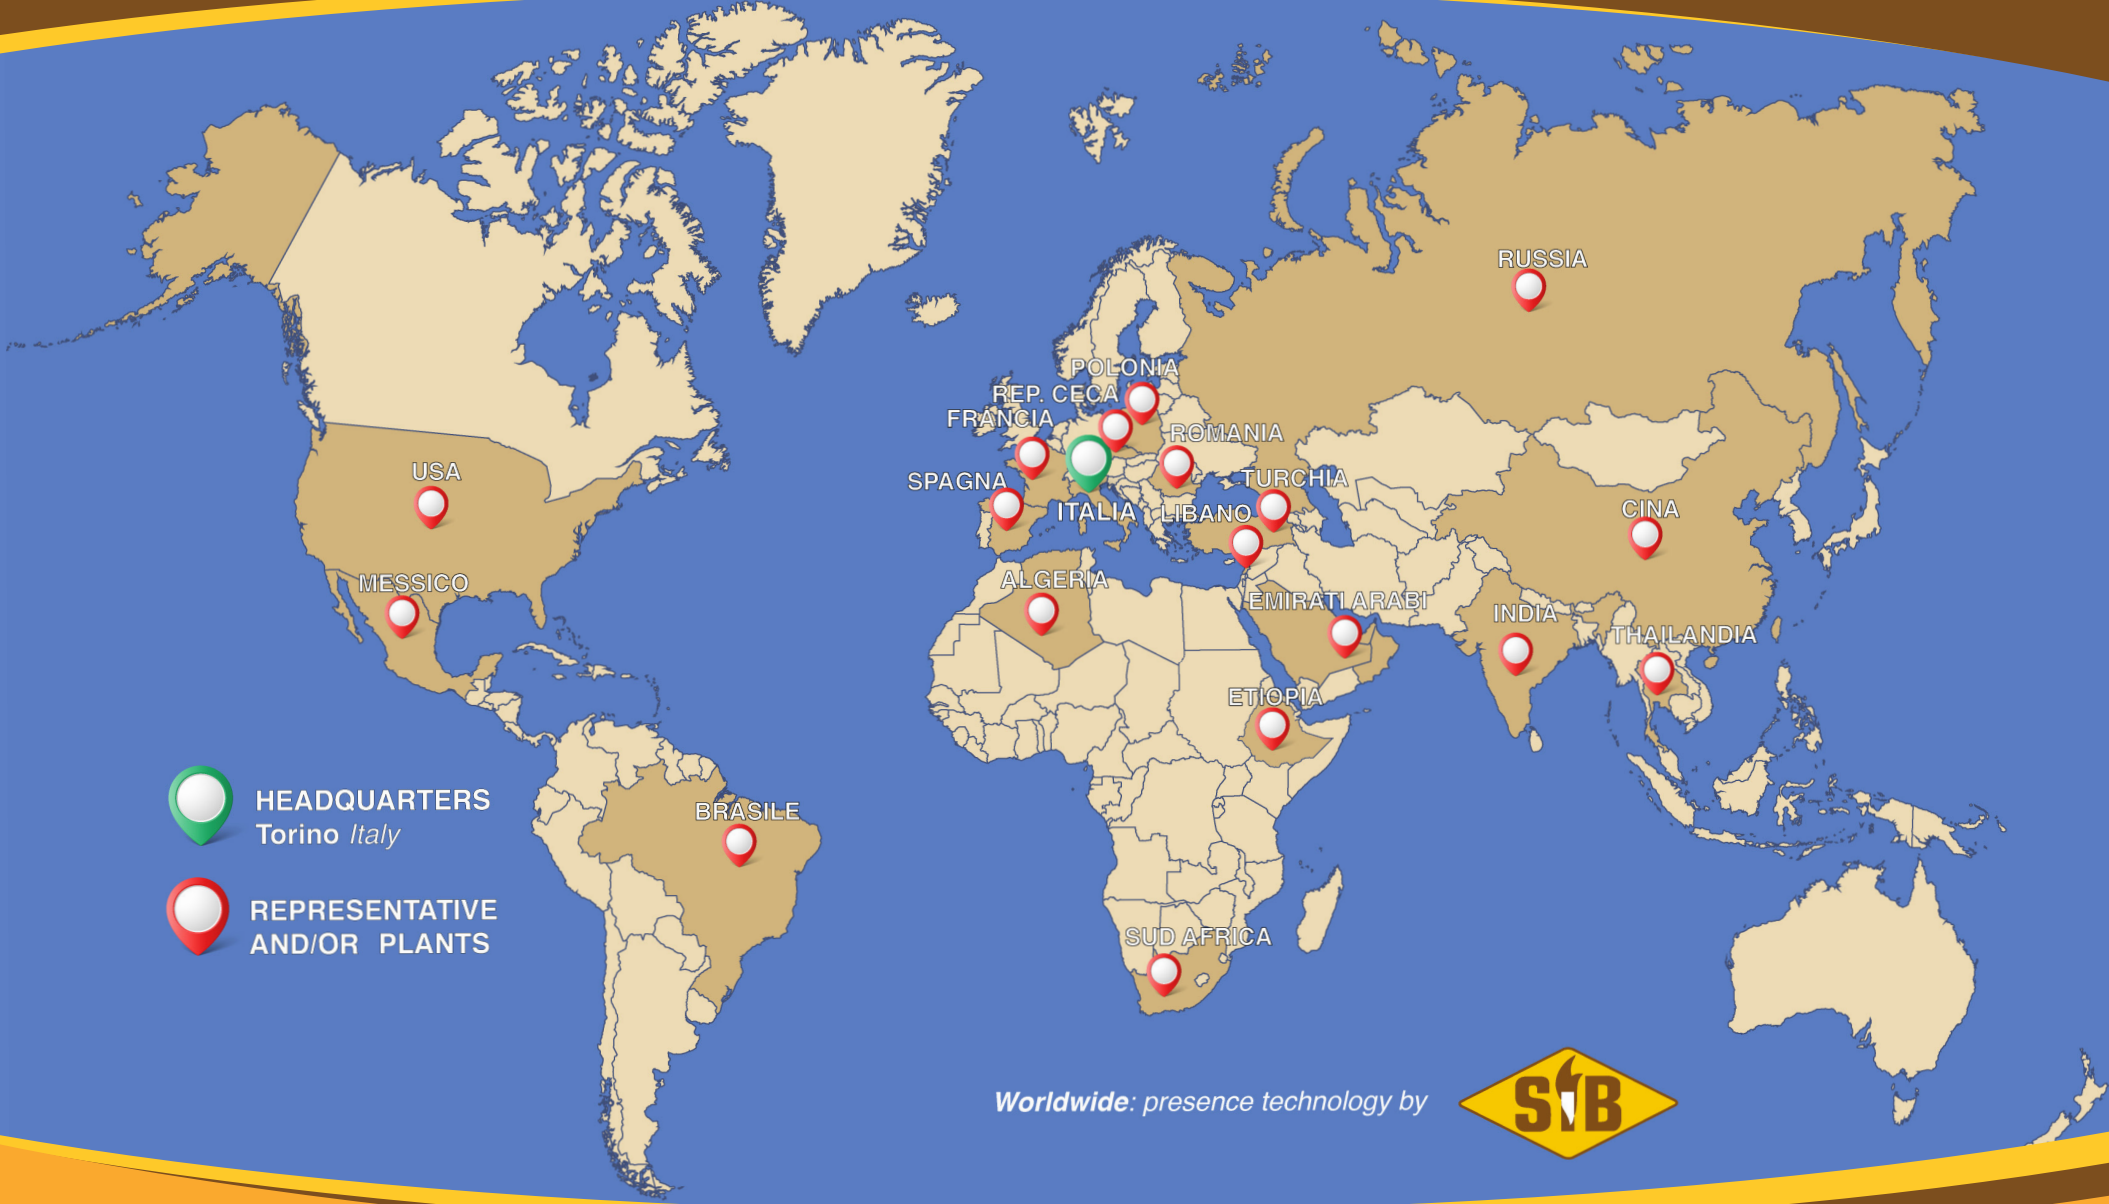 RUSSIA
POLONIA
REP. CECA
FRANCIA
ROMANIA
USA
SPAGNA
TURCHIA
ITALIA
LIBANO
CINA
MESSICO
ALGERIA
EMIRATI ARABI
INDIA
THAILANDIA
ETIOPIA
BRASILE
SUD AFRICA
HEADQUARTERS
Torino Italy
REPRESENTATIVE
AND/OR PLANTS
Worldwide: presence technology by
SIB